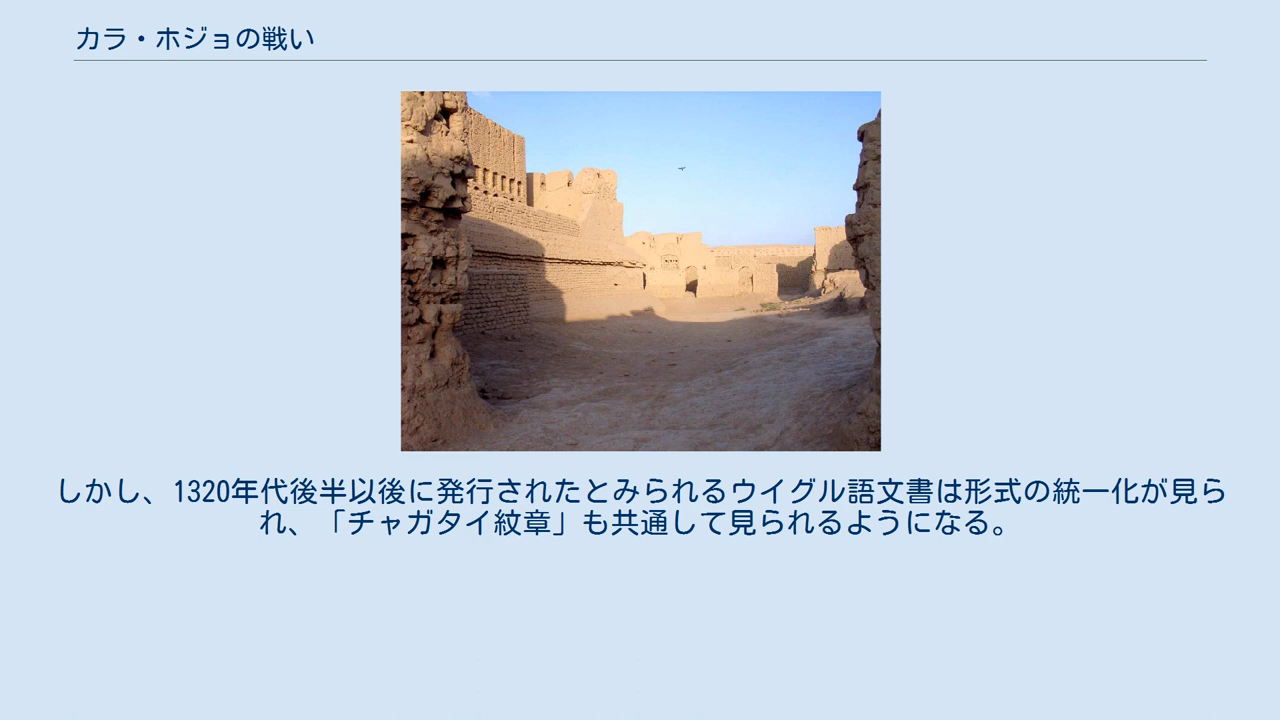 カラ・ホジョの戦い
しかし、1320年代後半以後に発行されたとみられるウイグル語文書は形式の統一化が見ら
れ、「チャガタイ紋章」も共通して見られるようになる。